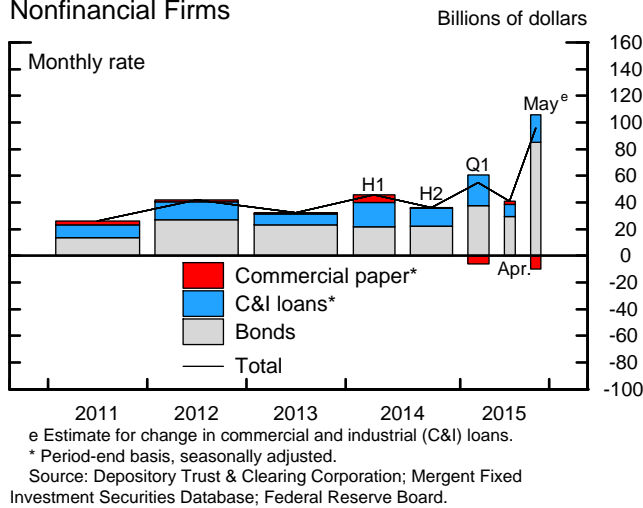 Nonfinancial Firms
Billions of dollars
Monthly rate
160
140
120
100
80
60
40
20
0
-20
-40
-60
-80
-100
H1
H2
Q1
Apr.
May e
Commercial paper*
C&I loans*
Bonds
Total
2011 2012 2013 2014 2015
e Estimate for change in commercial and industrial (C&I) loans.
* Period-end basis, seasonally adjusted.
Source: Depository Trust & Clearing Corporation; Mergent Fixed
Investment Securities Database; Federal Reserve Board.